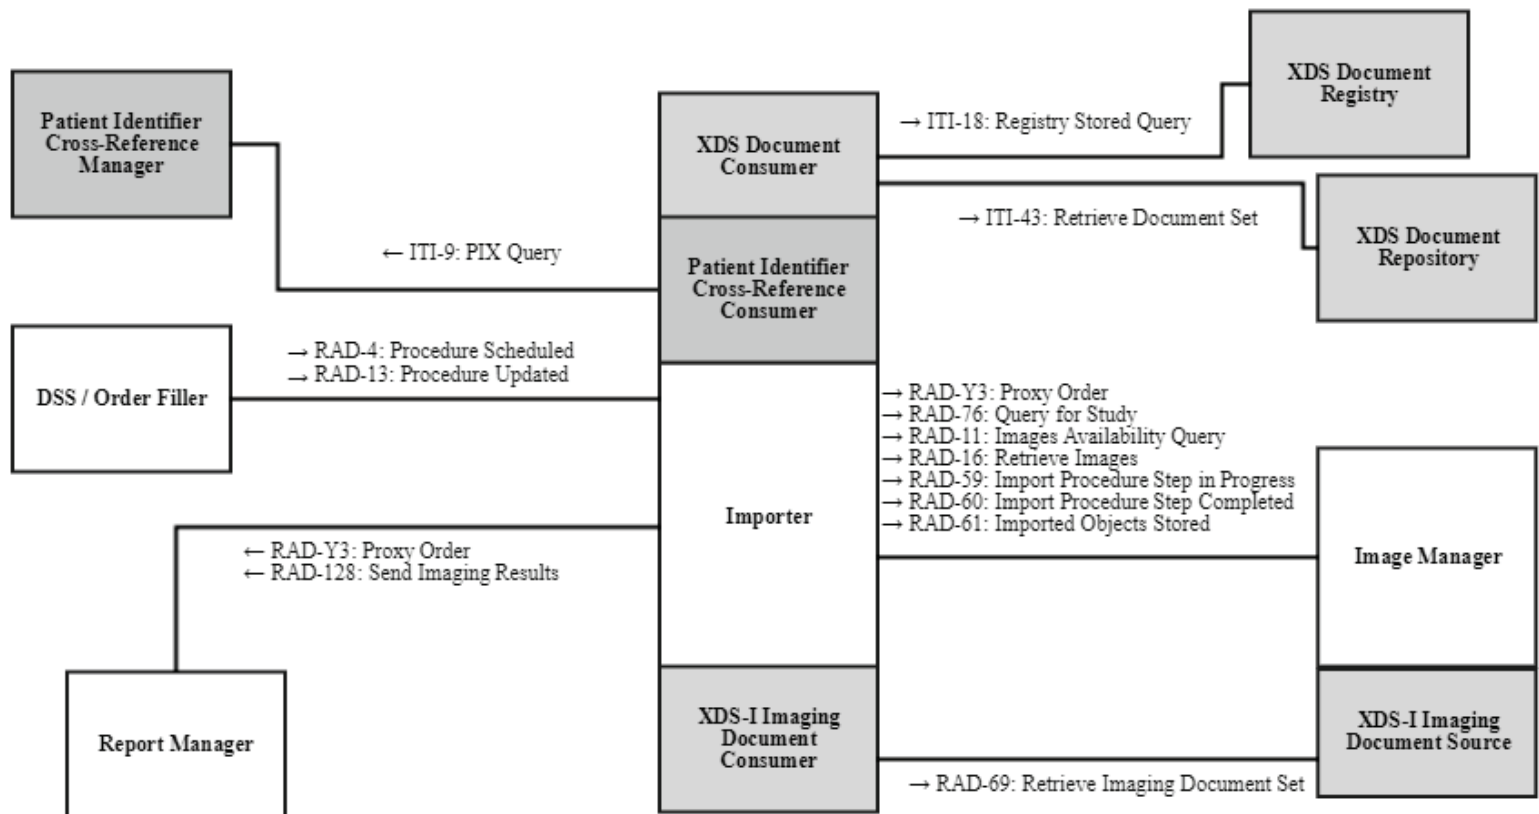 XDS Document
Registry
Patient Identifier
Cross-Reference
Manager
XDS Document
Consumer
→ ITI-18: Registry Stored Query
→ ITI-43: Retrieve Document Set
XDS Document
Repository
← ITI-9: PIX Query
Patient Identifier
Cross-Reference
Consumer
DSS / Order Filler
→ RAD-4: Procedure Scheduled
→ RAD-13: Procedure Updated
→ RAD-Y3: Proxy Order
→ RAD-76: Query for Study
→ RAD-11: Images Availability Query
→ RAD-16: Retrieve Images
→ RAD-59: Import Procedure Step in Progress
→ RAD-60: Import Procedure Step Completed
→ RAD-61: Imported Objects Stored
Importer
← RAD-Y3: Proxy Order
← RAD-128: Send Imaging Results
Image Manager
Report Manager
XDS-I Imaging
Document
Consumer
XDS-I Imaging
Document Source
→ RAD-69: Retrieve Imaging Document Set